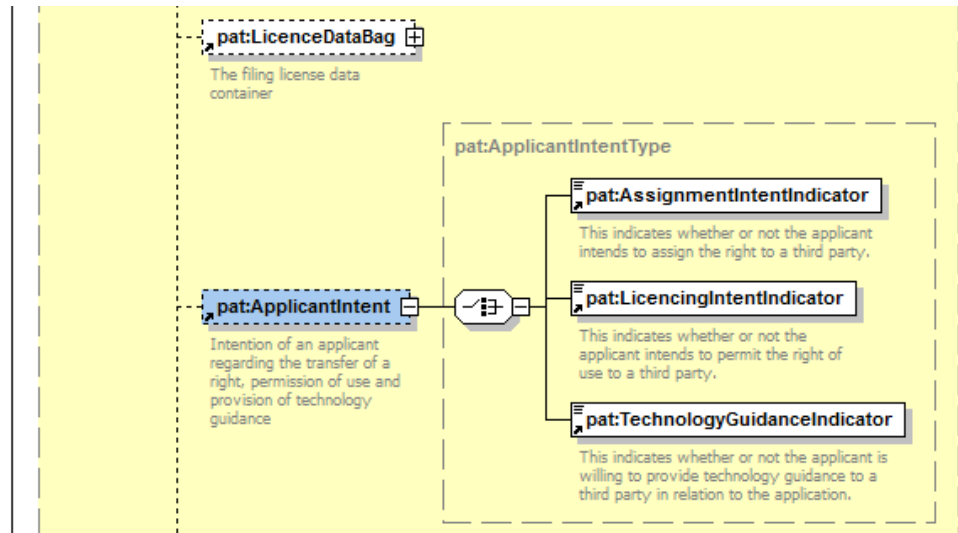 pat:LicenceDataBag
The filing license data
container
pat:ApplicantIntentType
pat:AssignmentIntentIndicator
This indicates whether or not the applicant
intends to assign the right to a third party.
pat:ApplicantIntent
Intention of an applicant
regarding the transfer of a
right, permission of use and
provision of technology
guidance
pat:LicencingIntentIndicator
This indicates whether or not the
applicant intends to permit the right of
use to a third party.
pat:TechnologyGuidanceIndicator
This indicates whether or not the applicant is
willing to provide technology guidance to a
third party in relation to the application.